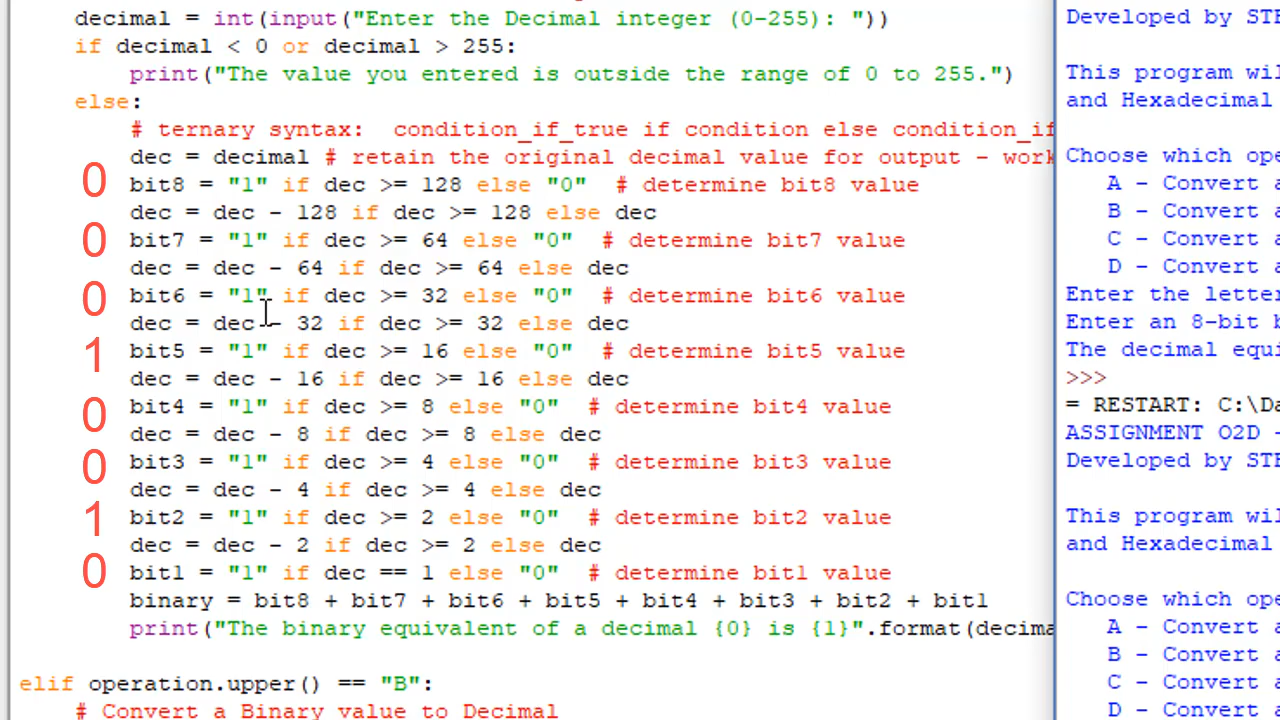 decimal = int(input("Enter the Decimal integer (0-255): "))
if decimal < 0 or decimal > 255:
print("The value you entered is outside the range of 0 to 255.")
else:
# ternary syntax:  condition_if_true if condition else condition_if
dec = decimal # retain the original decimal value for output - work
0 bit8 = "1" if dec >= 128 else "0"  # determine bit8 value
dec = dec - 128 if dec >= 128 else dec
0 bit7 = "1" if dec >= 64 else "0"  # determine bit7 value
dec = dec - 64 if dec >= 64 else dec
0 bit6 = "1" if dec >= 32 else "0"  # determine bit6 value
dec = dec - 32 if dec >= 32 else dec
1 bit5 = "1" if dec >= 16 else "0"  # determine bit5 value
dec = dec - 16 if dec >= 16 else dec
0 bit4 = "1" if dec >= 8 else "0"  # determine bit4 value
dec = dec - 8 if dec >= 8 else dec
0 bit3 = "1" if dec >= 4 else "0"  # determine bit3 value
dec = dec - 4 if dec >= 4 else dec
1 bit2 = "1" if dec >= 2 else "0"  # determine bit2 value
dec = dec - 2 if dec >= 2 else dec
0 bit1 = "1" if dec == 1 else "0"  # determine bit1 value
binary = bit8 + bit7 + bit6 + bit5 + bit4 + bit3 + bit2 + bit1
print("The binary equivalent of a decimal {0} is {1}".format(decima
elif operation.upper() == "B":
# Convert a Binary value to Decimal
Developed by STE
This program wil
and Hexadecimal
Choose which ope
A - Convert a
B - Convert a
C - Convert a
D - Convert a
Enter the letter
Enter an 8-bit b
The decimal equi
>>>
= RESTART: C:\Da
ASSIGNMENT O2D -
Developed by STE
This program wil
and Hexadecimal
Choose which ope
A - Convert a
B - Convert a
C - Convert a
D - Convert a